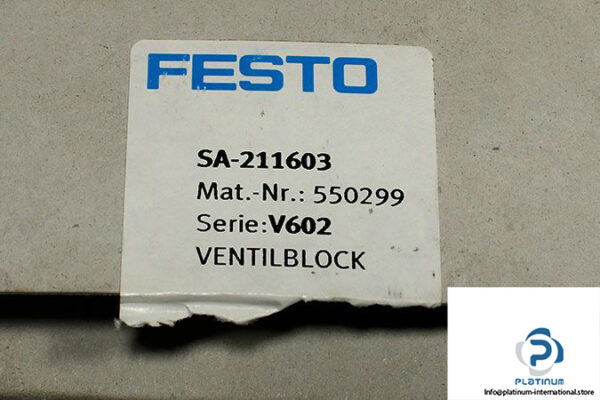 FESTO
SA-211603
Mat.-Nr.: 550299
Serie:V602
VENTILBLOCK
PLATINUM
Info@platinum-international.store